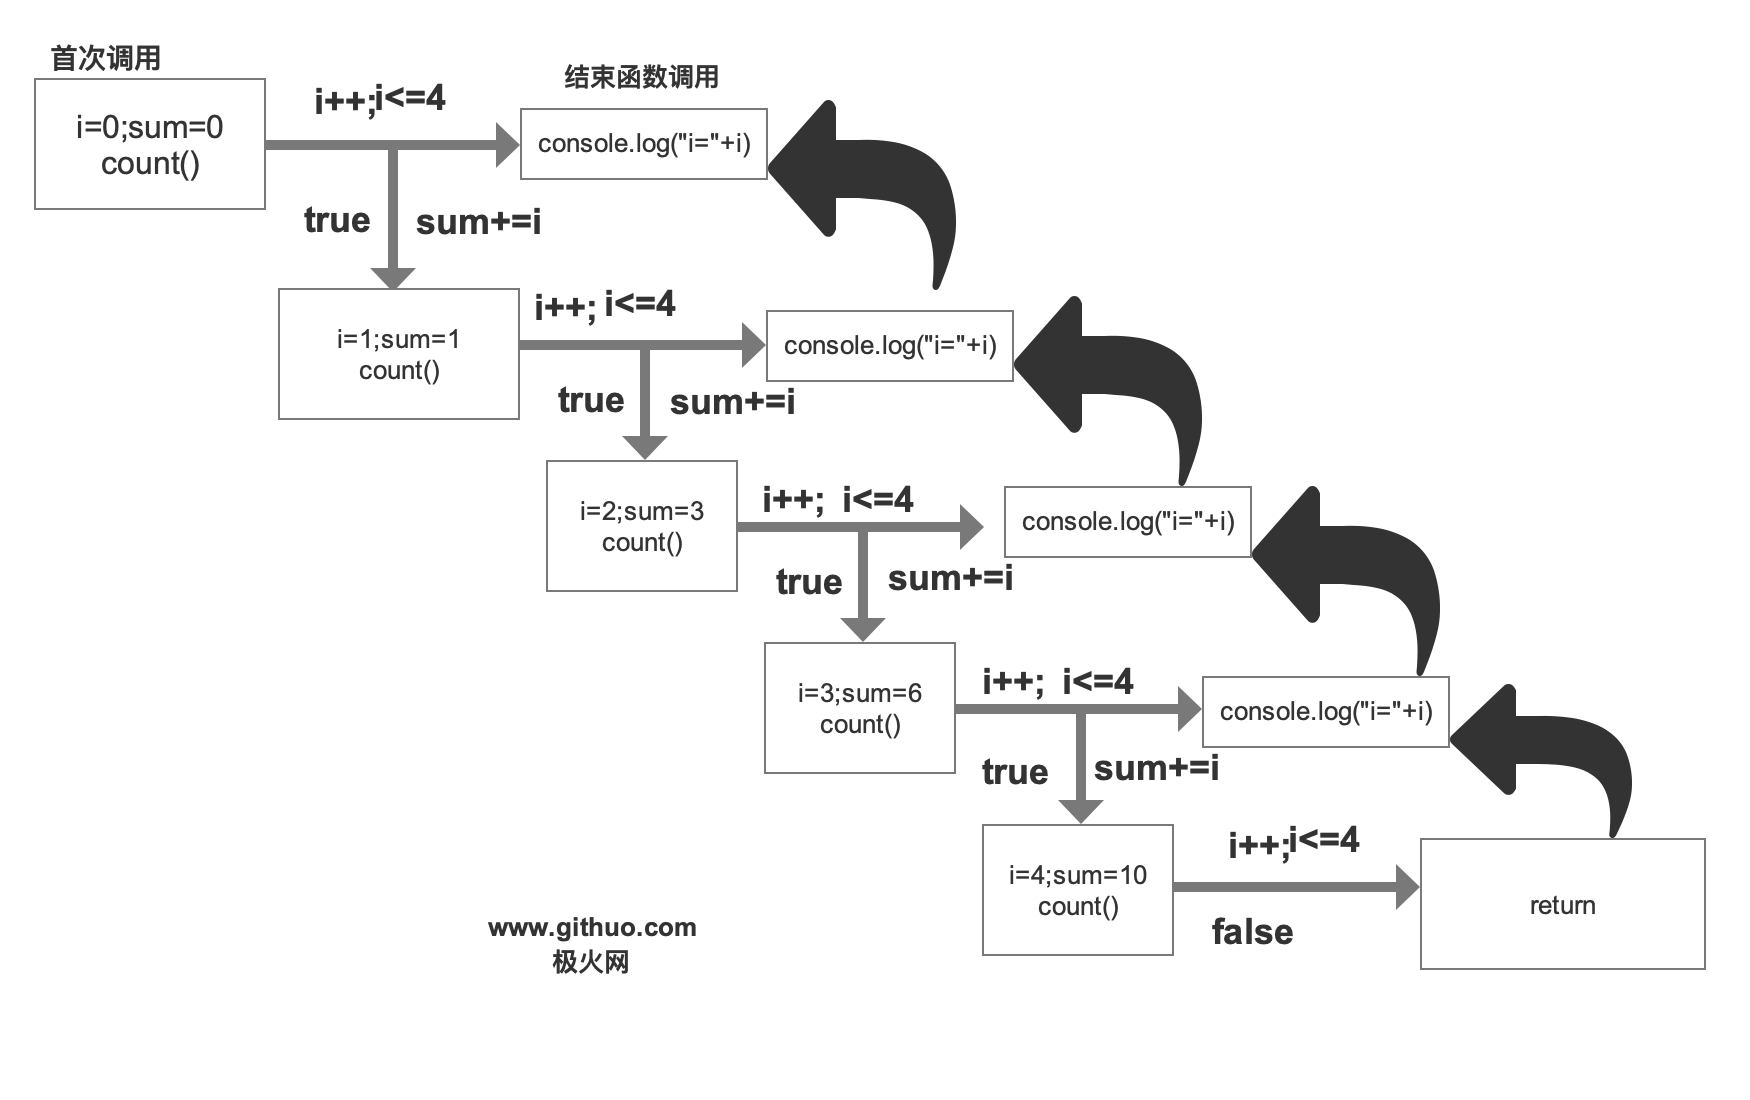 首次调用
i=0;sum=0
count()
i++;i<=4
结束函数调用
console.log("i="+i)
true
sum+=i
i=1;sum=1
count()
i++; i<=4
console.log("i="+i)
true
sum+=i
i=2;sum=3
count()
i++; i<=4
console.log("i="+i)
true
sum+=i
i=3;sum=6
count()
i++; i<=4
console.log("i="+i)
true
sum+=i
i=4;sum=10
count()
i++;i<=4
false
return
www.githuo.com
极火网